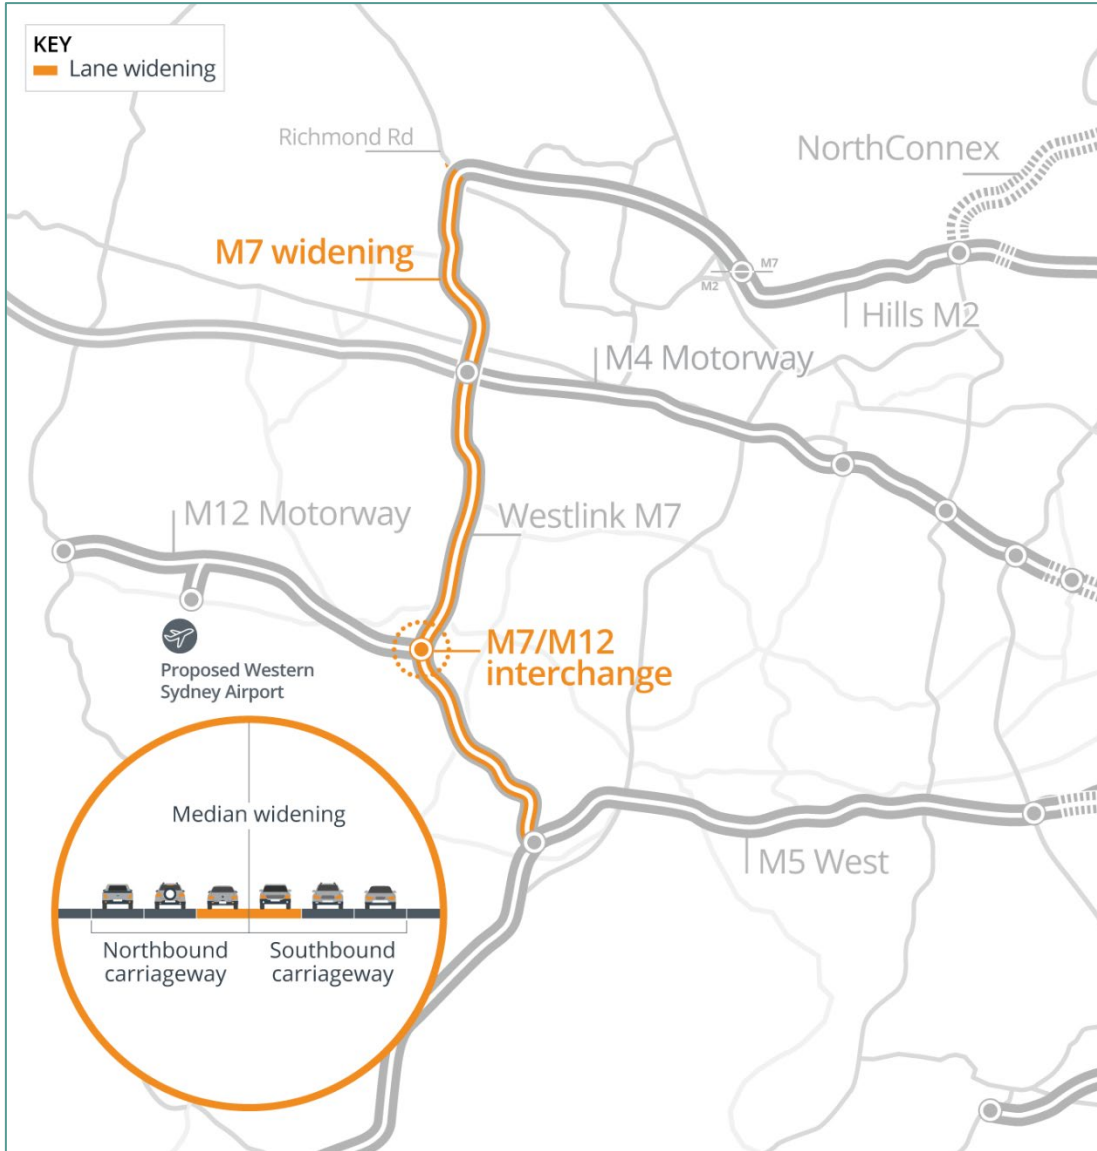 KEY
Lane widening
Richmond Rd
NorthConnex
M7 widening
M7
M2
Hills M2
M4 Motorway
M12 Motorway
Westlink M7
M7/M12
interchange
Proposed Western
Sydney Airport
Median widening
M5 West
Northbound
carriageway
Southbound
carriageway